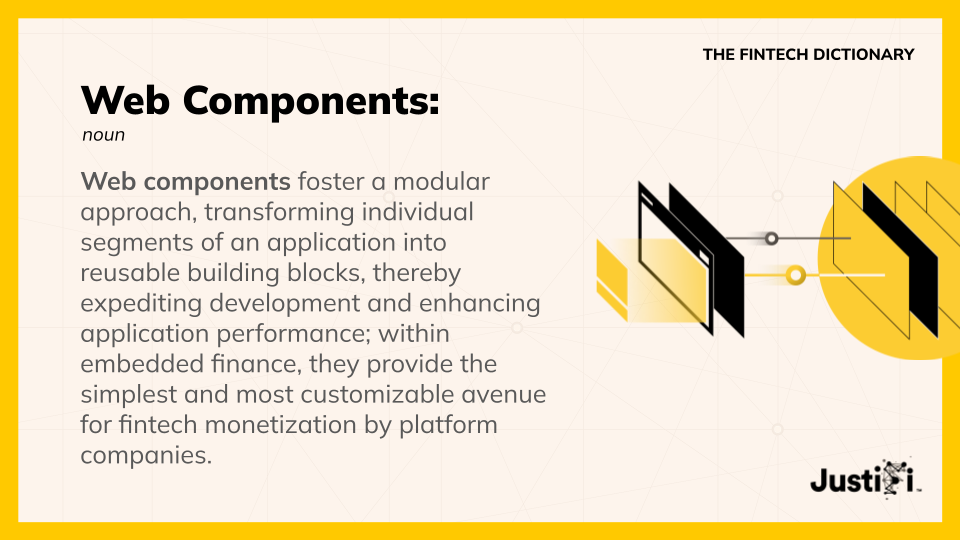 THE FINTECH DICTIONARY
Web Components:
noun
Web components foster a modular
approach, transforming individual
segments of an application into
reusable building blocks, thereby
expediting development and enhancing
application performance; within
embedded finance, they provide the
simplest and most customizable avenue
for fintech monetization by platform
companies.
JustiFi™